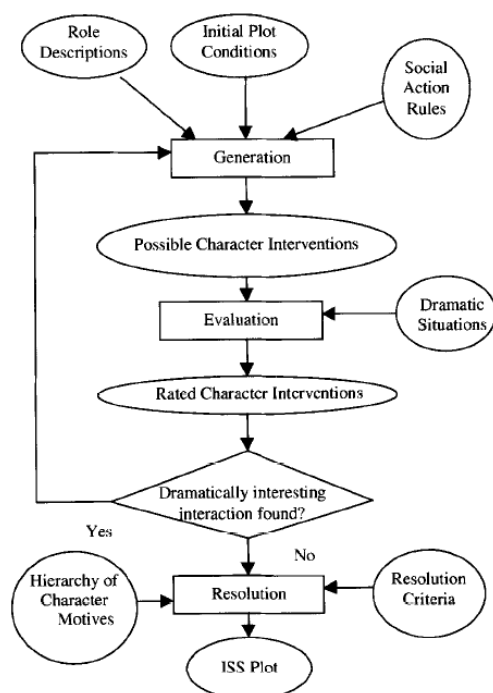 Role
Descriptions
Initial Plot
Conditions
Social
Action
Rules
Generation
Possible Character Interventions
Evaluation
Dramatic
Situations
Rated Character Interventions
Dramatically interesting
interaction found?
Yes
No
Hierarchy of
Character
Motives
Resolution
Resolution
Criteria
ISS Plot